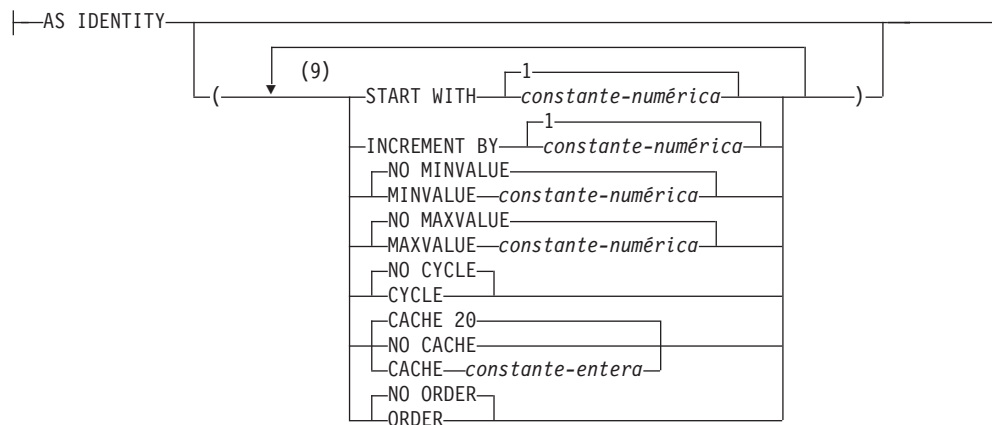 AS IDENTITY
(9) 1
( START WITH constante-numérica )
1
INCREMENT BY constante-numérica
NO MINVALUE
MINVALUE constante-numérica
NO MAXVALUE
MAXVALUE constante-numérica
NO CYCLE
CYCLE
CACHE 20
NO CACHE
CACHE constante-entera
NO ORDER
ORDER